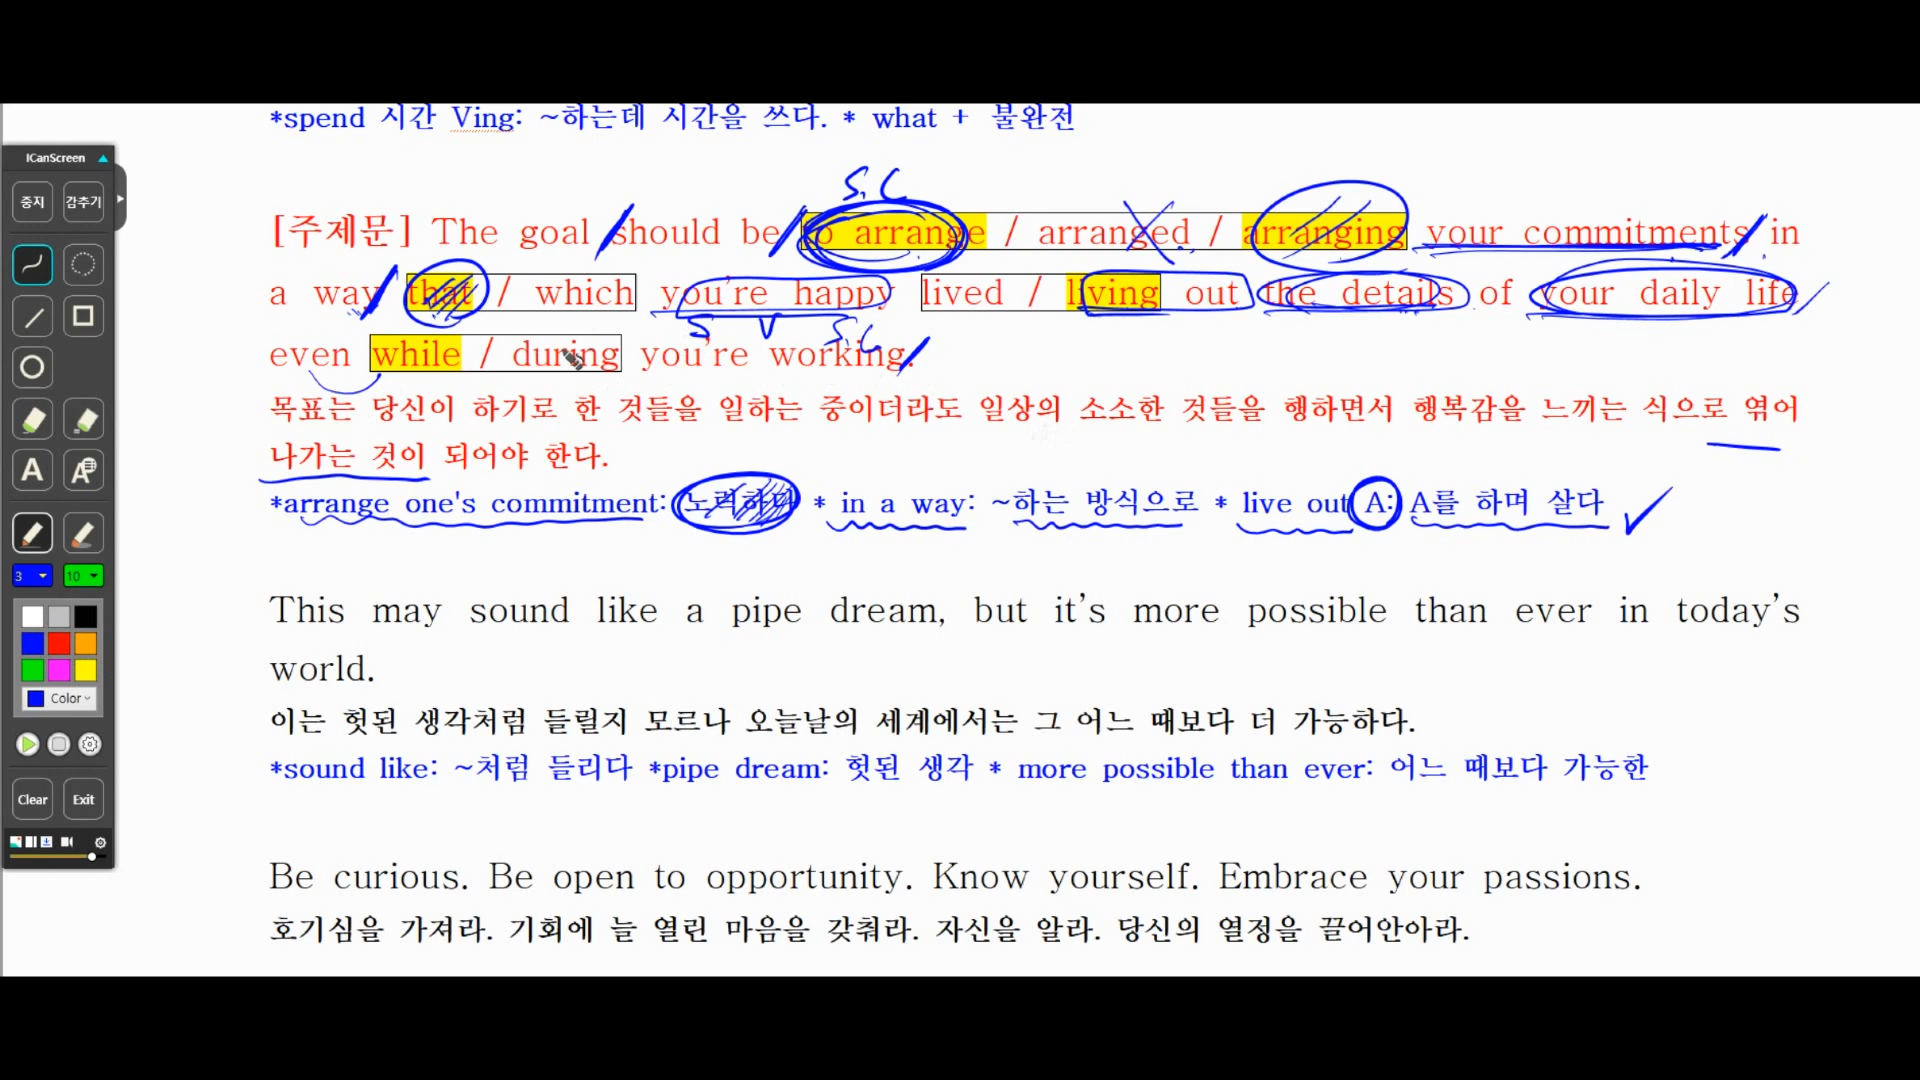 *spend 시간 Ving: ~하는데 시간을 쓰다. * what + 불완전
ICanScreen
중지 감추기
S.C
[주제문] The goal should be to arrange / arranged / arranging your commitments in
a way that / which you're happy lived / living out the details of your daily life
S V S.C
even while / during you're working.
목표는 당신이 하기로 한 것들을 일하는 중이더라도 일상의 소소한 것들을 행하면서 행복감을 느끼는 식으로 엮어
나가는 것이 되어야 한다.
*arrange one's commitment: 노력하다 * in a way: ~하는 방식으로 * live out A: A를 하며 살다
A A
3 10
This may sound like a pipe dream, but it's more possible than ever in today's
world.
Color
이는 헛된 생각처럼 들릴지 모르나 오늘날의 세계에서는 그 어느 때보다 더 가능하다.
*sound like: ~처럼 들리다 *pipe dream: 헛된 생각 * more possible than ever: 어느 때보다 가능한
Clear Exit
Be curious. Be open to opportunity. Know yourself. Embrace your passions.
호기심을 가져라. 기회에 늘 열린 마음을 갖춰라. 자신을 알라. 당신의 열정을 끌어안아라.